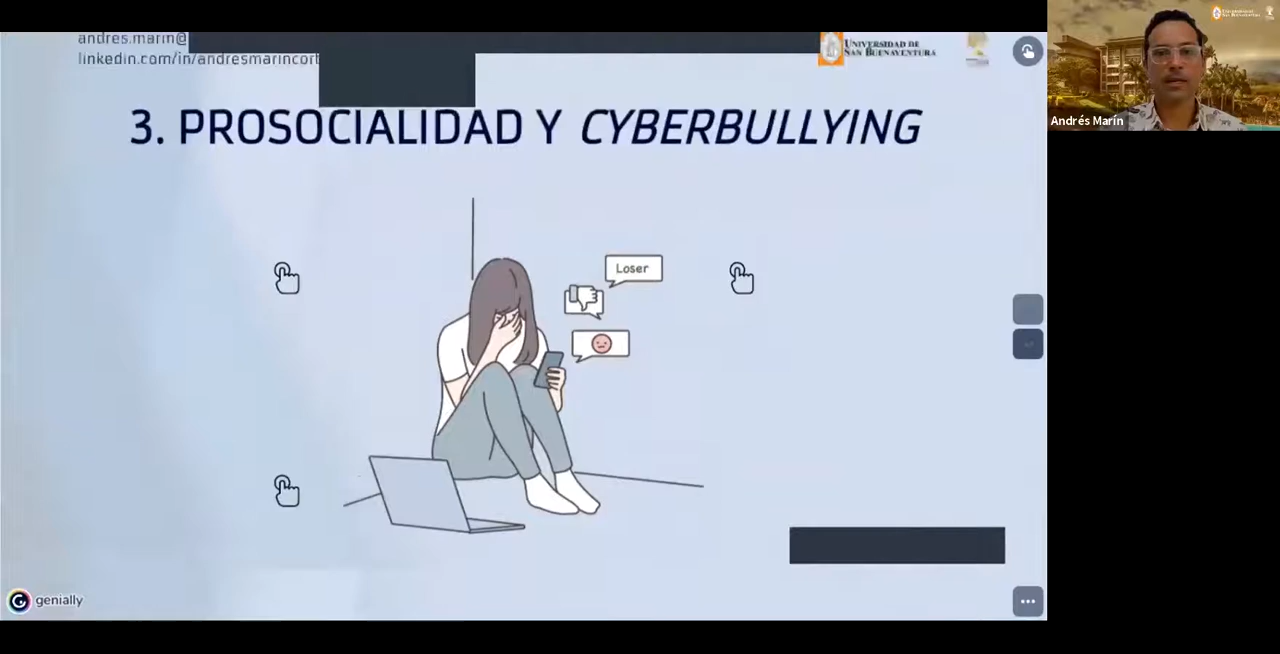 andres.marin@
linkedin.com/in/andresmarincort
UNIVERSIDAD DE
SAN BUENAVENTURA
3. PROSOCIALIDAD Y CYBERBULLYING
Loser
genially
Andrés Marín